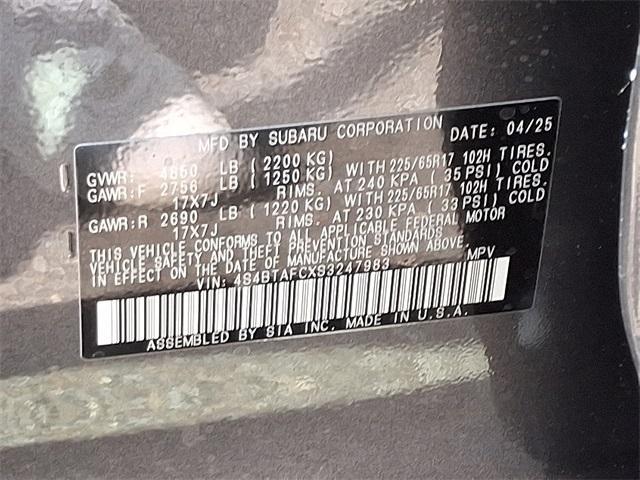 MFD BY SUBARU CORPORATION DATE: 04/25
GVWR: 4850 LB ( 2200 KG)
GAWR:F 2756 LB ( 1250 KG) WITH 225/65R17 102H TIRES.
17X7J RIMS. AT 240 KPA ( 35 PSI) COLD
GAWR:R 2690 LB ( 1220 KG) WITH 225/65R17 102H TIRES.
17X7J RIMS. AT 230 KPA ( 33 PSI) COLD
THIS VEHICLE CONFORMS TO ALL APPLICABLE FEDERAL MOTOR
VEHICLE SAFETY AND THEFT PREVENTION STANDARDS
IN EFFECT ON THE DATE OF MANUFACTURE SHOWN ABOVE.
VIN: 4S4BTAFCXS3247983 MPV
ASSEMBLED BY SIA INC. MADE IN U.S.A.